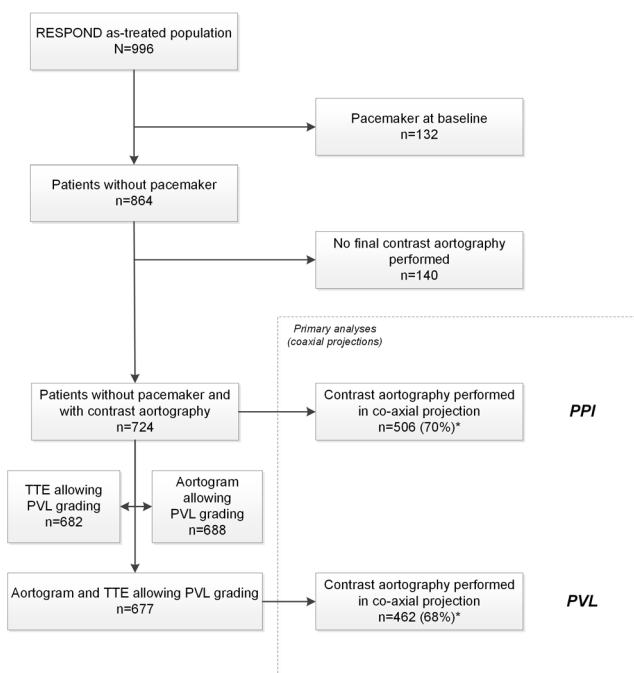 RESPOND as-treated population
N=996
Pacemaker at baseline
n=132
Patients without pacemaker
n=864
No final contrast aortography
performed
n=140
Primary analyses
(coaxial projections)
Patients without pacemaker and
with contrast aortography
n=724
Contrast aortography performed
in co-axial projection
n=506 (70%)*
PPI
TTE allowing
PVL grading
n=682
Aortogram
allowing
PVL grading
n=688
Aortogram and TTE allowing PVL grading
n=677
Contrast aortography performed
in co-axial projection
n=462 (68%)*
PVL